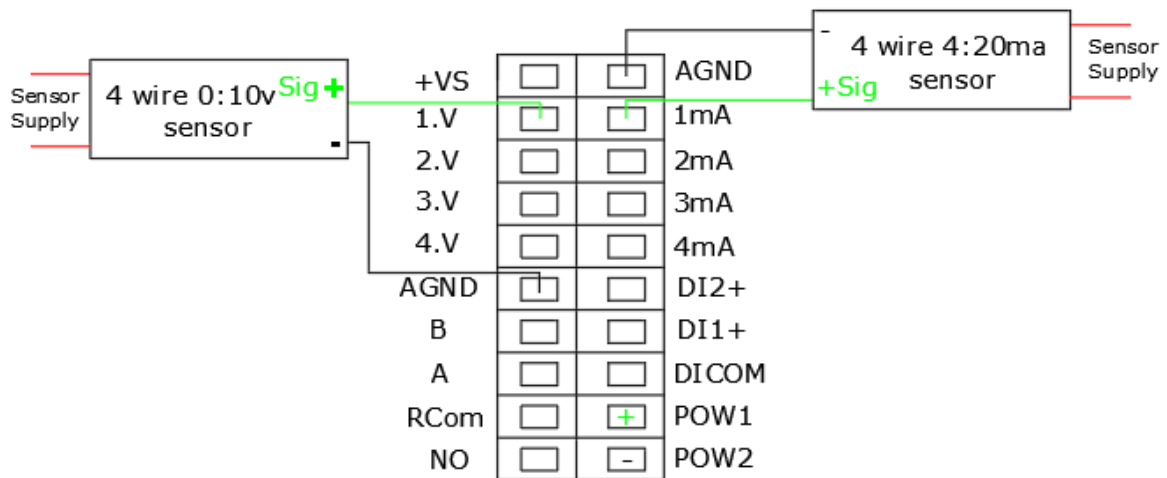 Sensor
Supply
4 wire 0:10v
sensor
Sig +
-
+VS
1.V
2.V
3.V
4.V
AGND
B
A
RCom
NO
AGND
1mA
2mA
3mA
4mA
DI2+
DI1+
DICOM
+ POW1
- POW2
-
4 wire 4:20ma
sensor
+Sig
Sensor
Supply